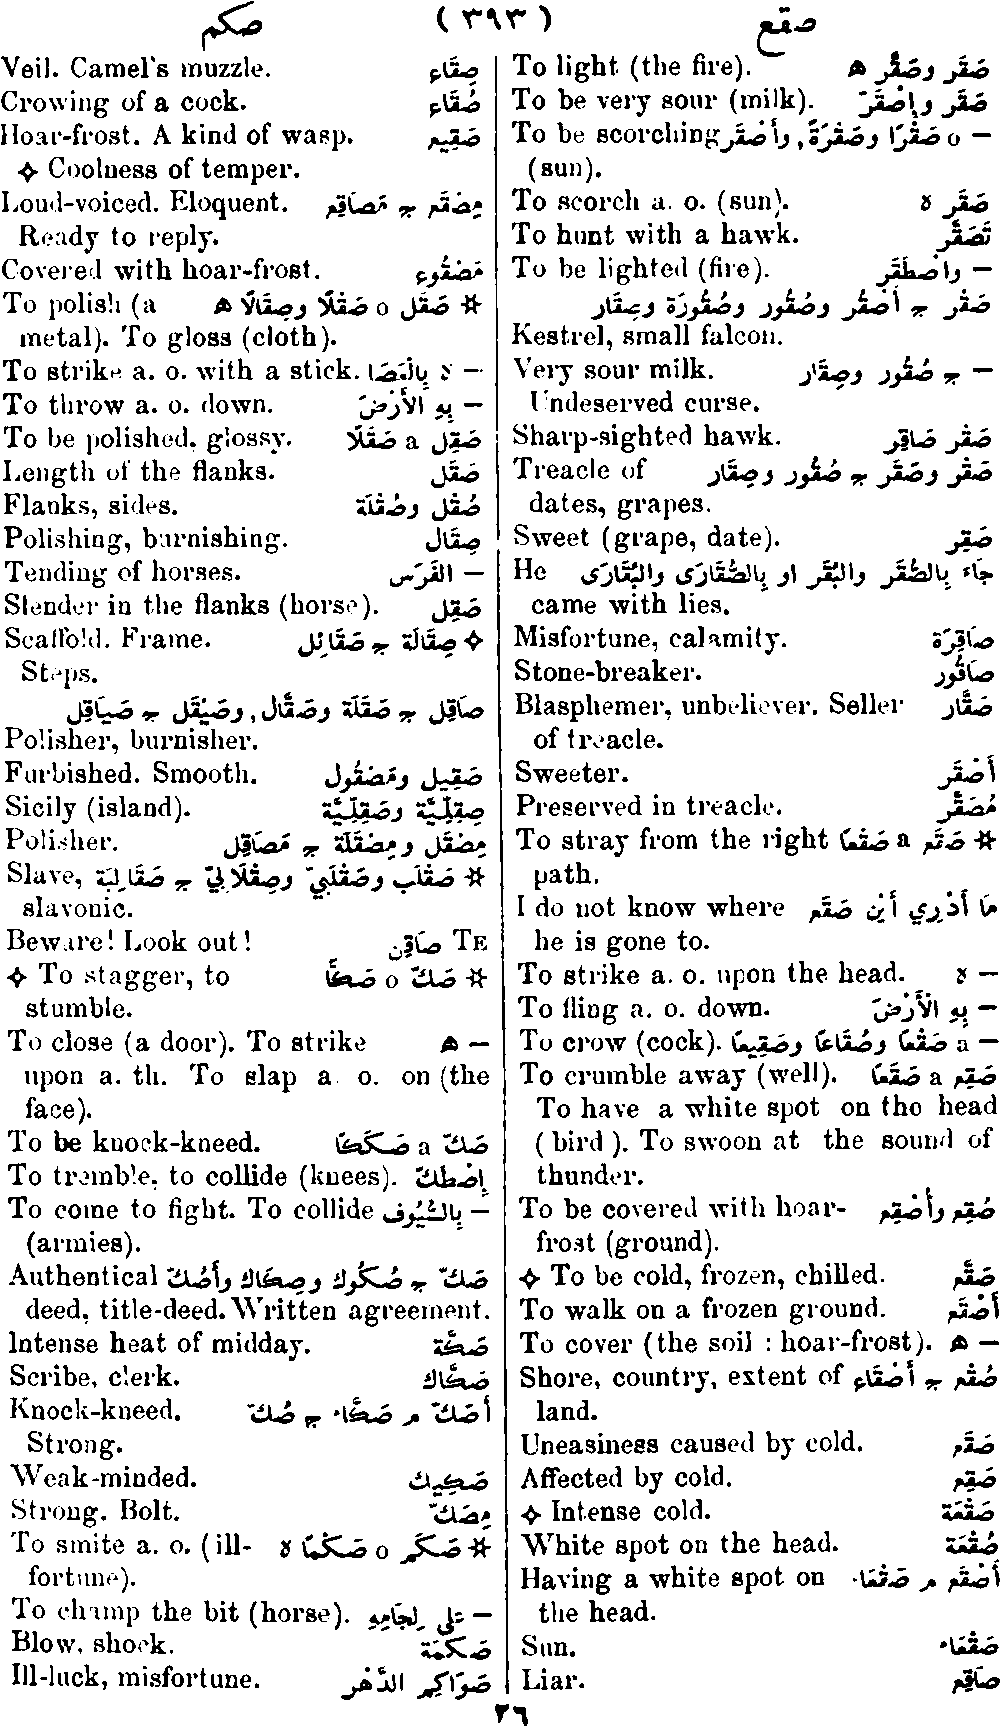 صقع ( ٣٩٣ ) صكم
To light (the fire). صَقَر وصَقَّر ه
To be very sour (milk). صَقَر وإصْقَرّ
To be scorching — o صَقْرًا وصَقْرَةً, وأصْقَر
(sun).
To scorch a. o. (sun). صَقَر ه
To hunt with a hawk. تَصَقَّر
To be lighted (fire). — واصْطَقَر
صَقْر ج أصْقُر وصُقُور وصُقُورَة وصِقَار
Kestrel, small falcon.
Very sour milk. — ج صُقُور وصِقَار
Undeserved curse.
Sharp-sighted hawk. صَقْر صَاقِر
Treacle of صَقْر وصَقَر ج صُقُور وصِقَار
dates, grapes.
Sweet (grape, date). صَقِر
He جَاء بِالصُّقَر والبُقَر او بِالصُّقَارَى والبُقَارَى
came with lies.
Misfortune, calamity. صَاقِرَة
Stone-breaker. صَاقُور
Blasphemer, unbeliever. Seller صَقَّار
of treacle.
Sweeter. أصْقَر
Preserved in treacle. مُصَقَّر
To stray from the right ✻ صَقَع a صَقْعًا
path.
I do not know where مَا أدْرِي أيْن صَقَع
he is gone to.
To strike a. o. upon the head. — ه
To fling a. o. down. — بِهِ الأرْضَ
To crow (cock). — a صَقْعًا وصُقَاعًا وصَقِيعًا
To crumble away (well). صَقِع a صَقَعًا
To have a white spot on the head
(bird). To swoon at the sound of
thunder.
To be covered with hoar- صُقِع وأُصْقِع
frost (ground).
✧ To be cold, frozen, chilled. صَقَّع
To walk on a frozen ground. أصْقَع
To cover (the soil : hoar-frost). — ه
Shore, country, extent of صُقْع ج أصْقَاع
land.
Uneasiness caused by cold. صَقَع
Affected by cold. صَقِع
✧ Intense cold. صَقْعَة
White spot on the head. صُقْعَة
Having a white spot on أصْقَع م صَقْعَاء
the head.
Sun. صَقْعَاء
Liar. صَاقِع
Veil. Camel's muzzle. صِقَاع
Crowing of a cock. صُقَاع
Hoar-frost. A kind of wasp. صَقِيع
✧ Coolness of temper.
Loud-voiced. Eloquent. مِصْقَع ج مَصَاقِع
Ready to reply.
Covered with hoar-frost. مَصْقُوع
To polish (a ✻ صَقَل o صَقْلًا وصِقَالًا ه
metal). To gloss (cloth).
To strike a. o. with a stick. — ه بِالعَصَا
To throw a. o. down. — بِهِ الأرْضَ
To be polished, glossy. صَقِل a صَقَلًا
Length of the flanks. صَقَل
Flanks, sides. صُقْل وصُقْلَة
Polishing, burnishing. صِقَال
Tending of horses. — الفَرَس
Slender in the flanks (horse). صَقِل
Scaffold. Frame. ✧ صِقَالَة ج صَقَائِل
Steps.
صَاقِل ج صَقَلَة وصَقَّال, وصَيْقَل ج صَيَاقِل
Polisher, burnisher.
Furbished. Smooth. صَقِيل ومَصْقُول
Sicily (island). صِقِلِيَّة وصَقِلِّيَّة
Polisher. مِصْقَل ومِصْقَلَة ج مَصَاقِل
Slave, ✻ صَقْلَب وصَقْلَبِيّ وصِقْلَابِيّ ج صَقَالِبَة
slavonic.
Beware! Look out! TE صَاقِن
✧ To stagger, to ✻ صَكّ o صَكًّا
stumble.
To close (a door). To strike — ه
upon a. th. To slap a. o. on (the
face).
To be knock-kneed. صَكّ a صَكَكًا
To tremble, to collide (knees). إصْطَكّ
To come to fight. To collide — بِالسُّيُوف
(armies).
Authentical صَكّ ج صُكُوك وصِكَاك وأصُكّ
deed, title-deed. Written agreement.
Intense heat of midday. صَكَّة
Scribe, clerk. صَكَّاك
Knock-kneed. أصَكّ م صَكَّاء ج صُكّ
Strong.
Weak-minded. صَكِيك
Strong. Bolt. مِصَكّ
To smite a. o. (ill- ✻ صَكَم o صَكْمًا ه
fortune).
To champ the bit (horse). — عَلى لِجَامِهِ
Blow, shock. صَكْمَة
Ill-luck, misfortune. صَوَاكِم الدَّهْر
٢٦